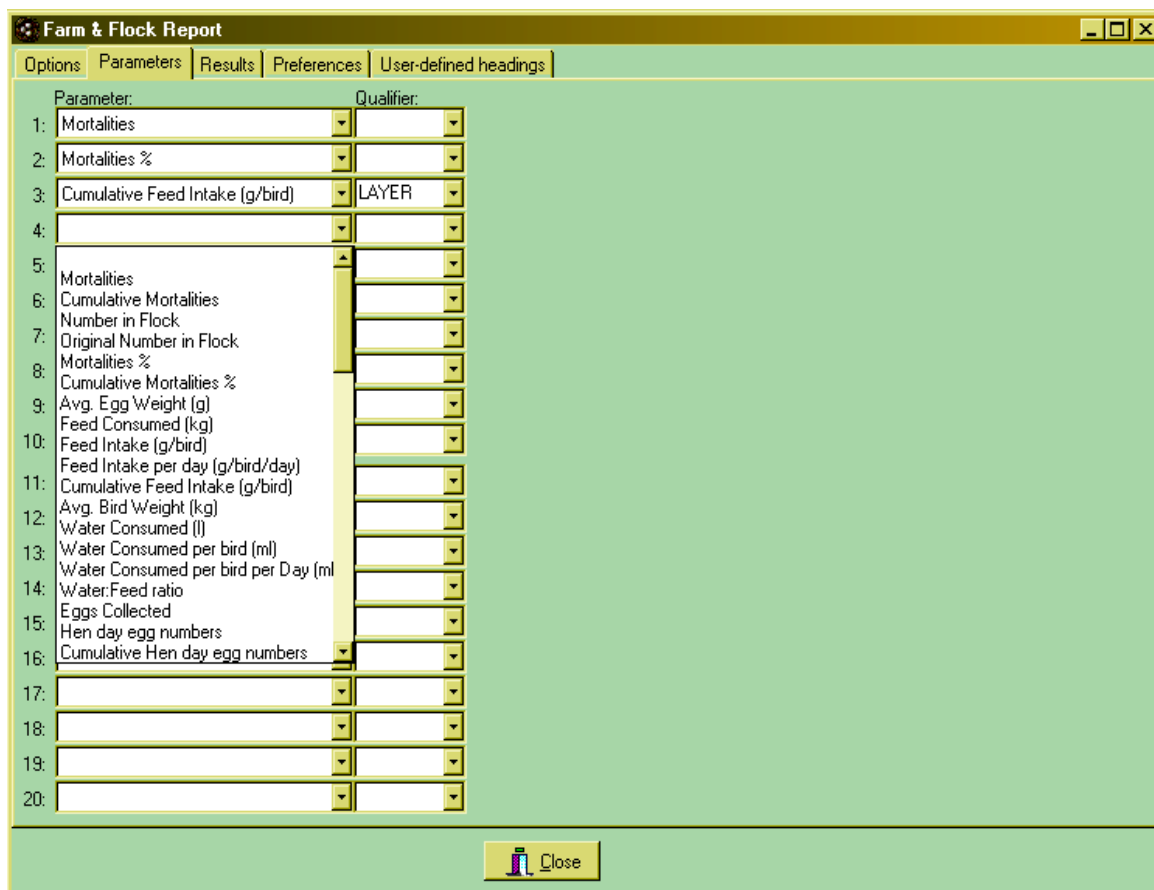 Farm & Flock Report
Options Parameters Results Preferences User-defined headings
Parameter: Qualifier:
1: Mortalities
2: Mortalities %
3: Cumulative Feed Intake (g/bird) LAYER
4:
5:
Mortalities
6: Cumulative Mortalities
Number in Flock
7: Original Number in Flock
Mortalities %
8: Cumulative Mortalities %
9: Avg. Egg Weight (g)
Feed Consumed (kg)
10: Feed Intake (g/bird)
Feed Intake per day (g/bird/day)
11: Cumulative Feed Intake (g/bird)
Avg. Bird Weight (kg)
12: Water Consumed (l)
13: Water Consumed per bird (ml)
Water Consumed per bird per Day (ml
14: Water:Feed ratio
Eggs Collected
15: Hen day egg numbers
16: Cumulative Hen day egg numbers
17:
18:
19:
20:
Close